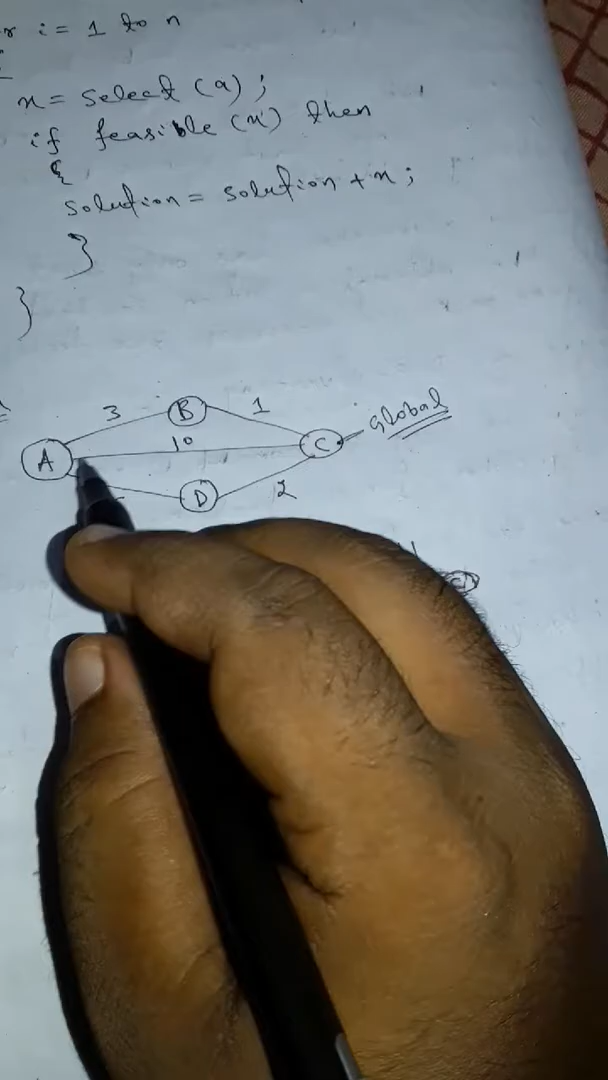 i = 1 to n
x = select (a) ;
if feasible (x) then
{
solution = solution + x ;
}
}
3
B
1
Global
A
10
C
D
2